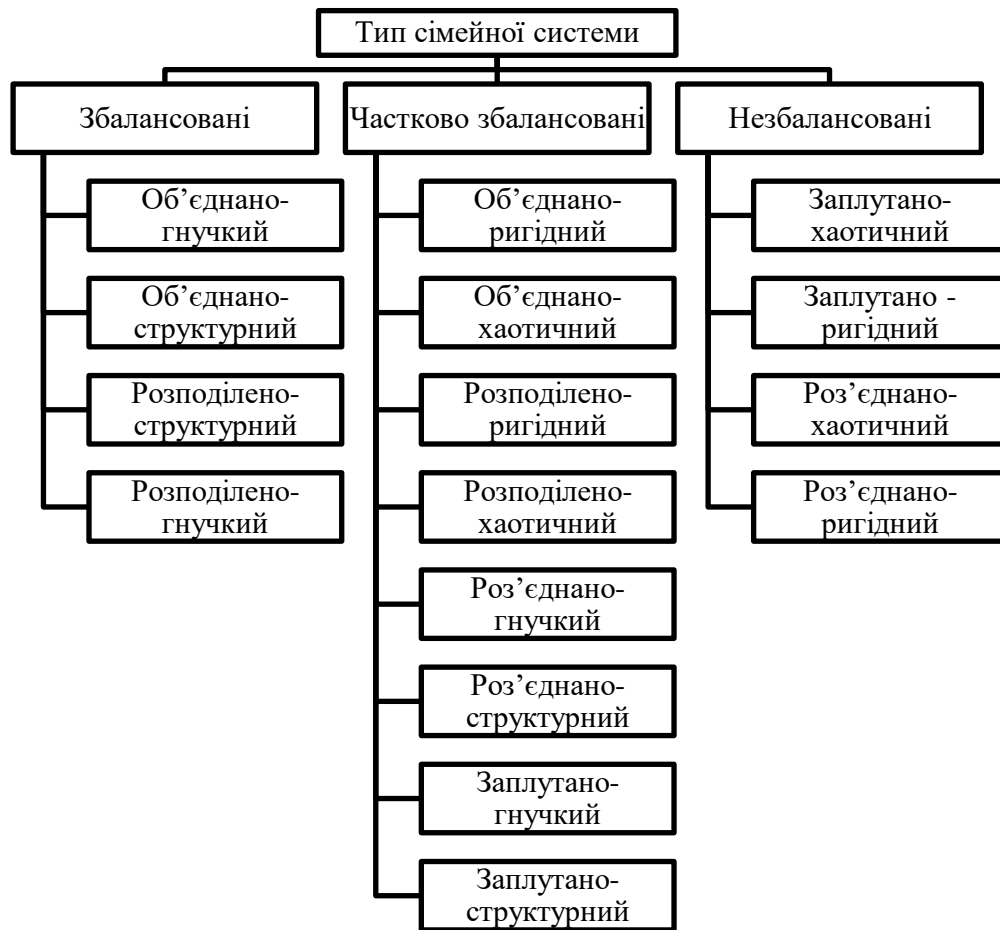 Тип сімейної системи
Збалансовані
Об’єднано-
гнучкий
Об’єднано-
структурний
Розподілено-
структурний
Розподілено-
гнучкий
Частково збалансовані
Об’єднано-
ригідний
Об’єднано-
хаотичний
Розподілено-
ригідний
Розподілено-
хаотичний
Роз’єднано-
гнучкий
Роз’єднано-
структурний
Заплутано-
гнучкий
Заплутано-
структурний
Незбалансовані
Заплутано-
хаотичний
Заплутано -
ригідний
Роз’єднано-
хаотичний
Роз’єднано-
ригідний